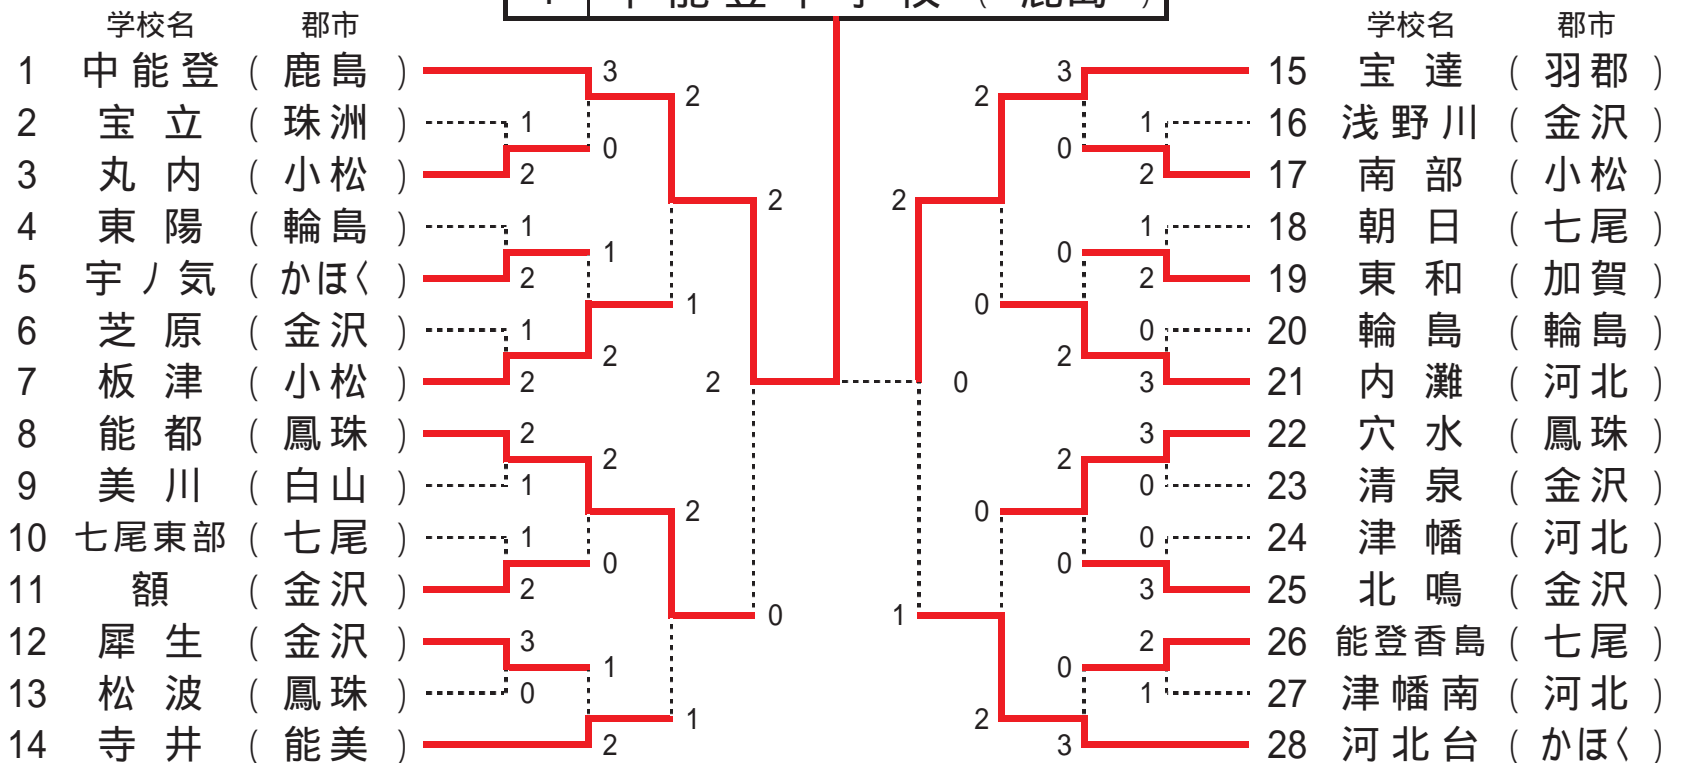 1 中能登中学校 ( 鹿島 )
学校名 郡市 学校名 郡市
1 中能登 ( 鹿島 ) 3 3 15 宝達 ( 羽郡 )
2 2
2 宝立 ( 珠洲 ) 1 1 16 浅野川 ( 金沢 )
0 0
3 丸内 ( 小松 ) 2 2 17 南部 ( 小松 )
2 2
4 東陽 ( 輪島 ) 1 1 18 朝日 ( 七尾 )
1 0
5 宇ノ気 ( かほく ) 2 2 19 東和 ( 加賀 )
1 0
6 芝原 ( 金沢 ) 1 0 20 輪島 ( 輪島 )
2 2
7 板津 ( 小松 ) 2 2 0 3 21 内灘 ( 河北 )
8 能都 ( 鳳珠 ) 2 3 22 穴水 ( 鳳珠 )
2 2
9 美川 ( 白山 ) 1 0 23 清泉 ( 金沢 )
2 0
10 七尾東部 ( 七尾 ) 1 0 24 津幡 ( 河北 )
0 0
11 額 ( 金沢 ) 2 3 25 北鳴 ( 金沢 )
0 1
12 犀生 ( 金沢 ) 3 2 26 能登香島 ( 七尾 )
1 0
13 松波 ( 鳳珠 ) 0 1 27 津幡南 ( 河北 )
1 2
14 寺井 ( 能美 ) 2 3 28 河北台 ( かほく )